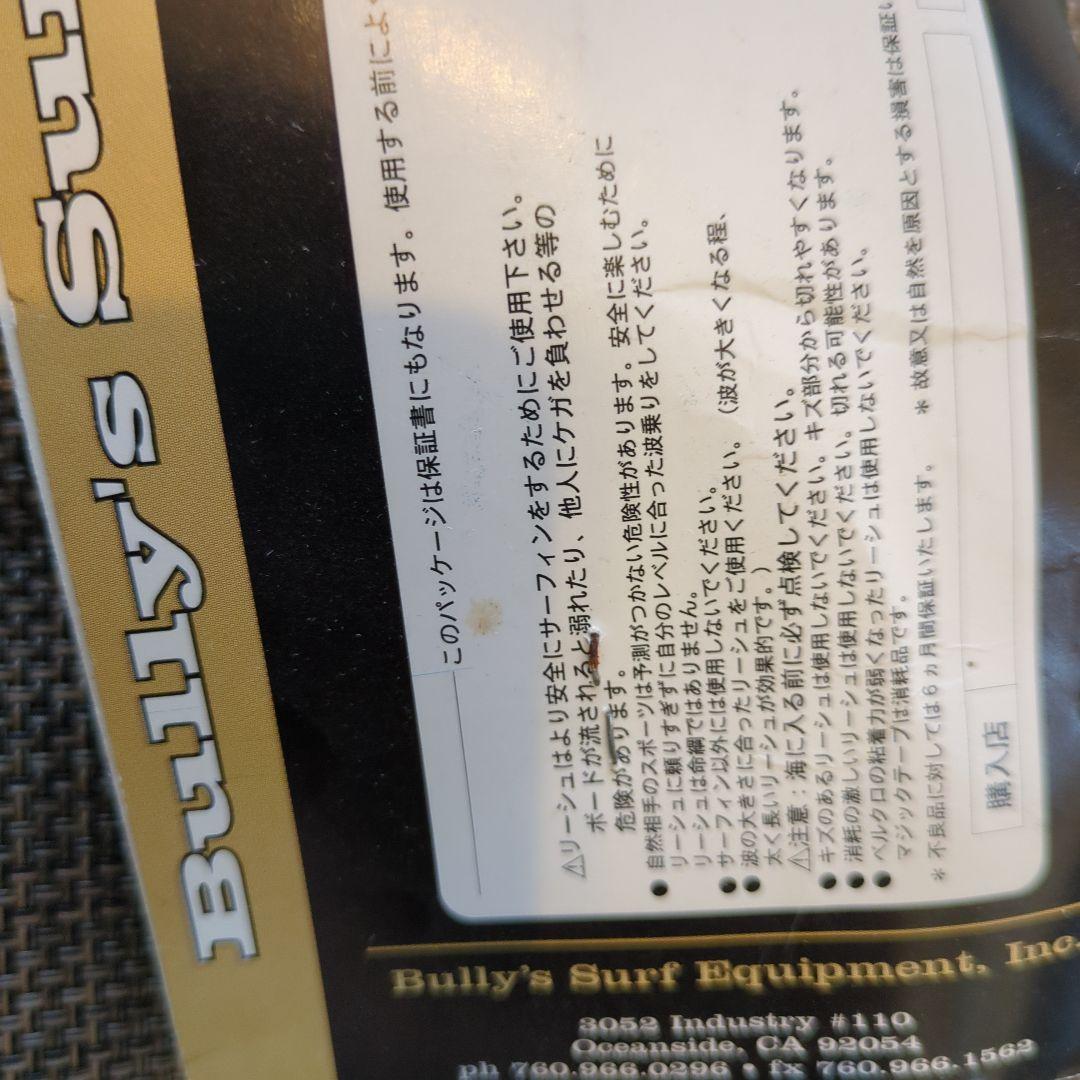 Bully's Sur
このパッケージは保証書にもなります。使用する前によ
⚠リーシュはより安全にサーフィンをするためにご使用下さい。
ボードが流されると溺れたり、他人にケガを負わせる等の
危険があります。
● 自然相手のスポーツは予測がつかない危険性があります。安全に楽しむために
リーシュに頼りすぎずに自分のレベルに合った波乗りをしてください。
リーシュは命綱ではありません。
● サーフィン以外には使用しないでください。
● 波の大きさに合ったリーシュをご使用ください。 (波が大きくなる程、
太く長いリーシュが効果的です。)
⚠注意：海に入る前に必ず点検してください。
● キズのあるリーシュは使用しないでください。キズ部分から切れやすくなります。
● 消耗の激しいリーシュは使用しないでください。切れる可能性があります。
● ベルクロの粘着力が弱くなったリーシュは使用しないでください。
マジックテープは消耗品です。
＊不良品に対しては6ヵ月間保証いたします。 ＊故意又は自然を原因とする損害は保証い
購入店
Bully's Surf Equipment, Inc.
3052 Industry #110
Oceanside, CA 92054
ph 760.966.0296 • fx 760.966.1562